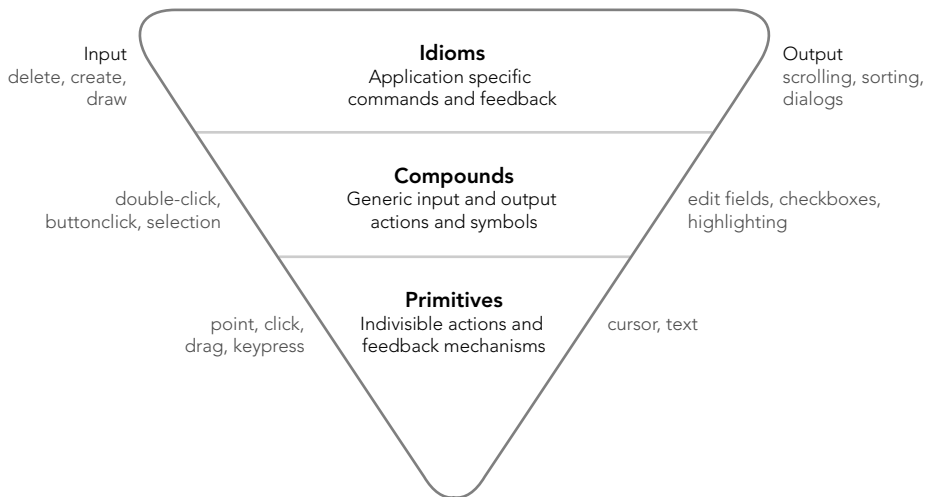 Input
delete, create,
draw
Idioms
Application specific
commands and feedback
Output
scrolling, sorting,
dialogs
double-click,
buttonclick, selection
Compounds
Generic input and output
actions and symbols
edit fields, checkboxes,
highlighting
point, click,
drag, keypress
Primitives
Indivisible actions and
feedback mechanisms
cursor, text